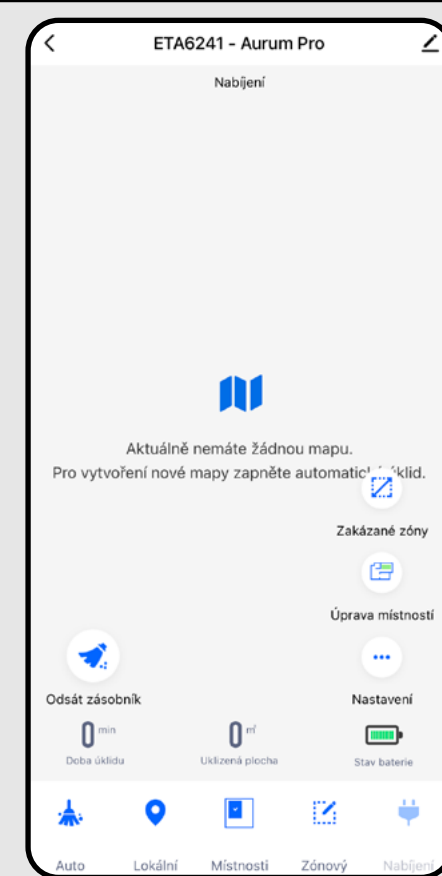 ETA6241 - Aurum Pro
Nabíjení
Aktuálně nemáte žádnou mapu.
Pro vytvoření nové mapy zapněte úklid.
Zakázané zóny
Úprava místností
Odsát zásobník
Nastavení
0 min
0 m²
Doba úklidu
Uklizená plocha
Stav baterie
Auto
Lokální
Místnosti
Zónový
Nabíjení